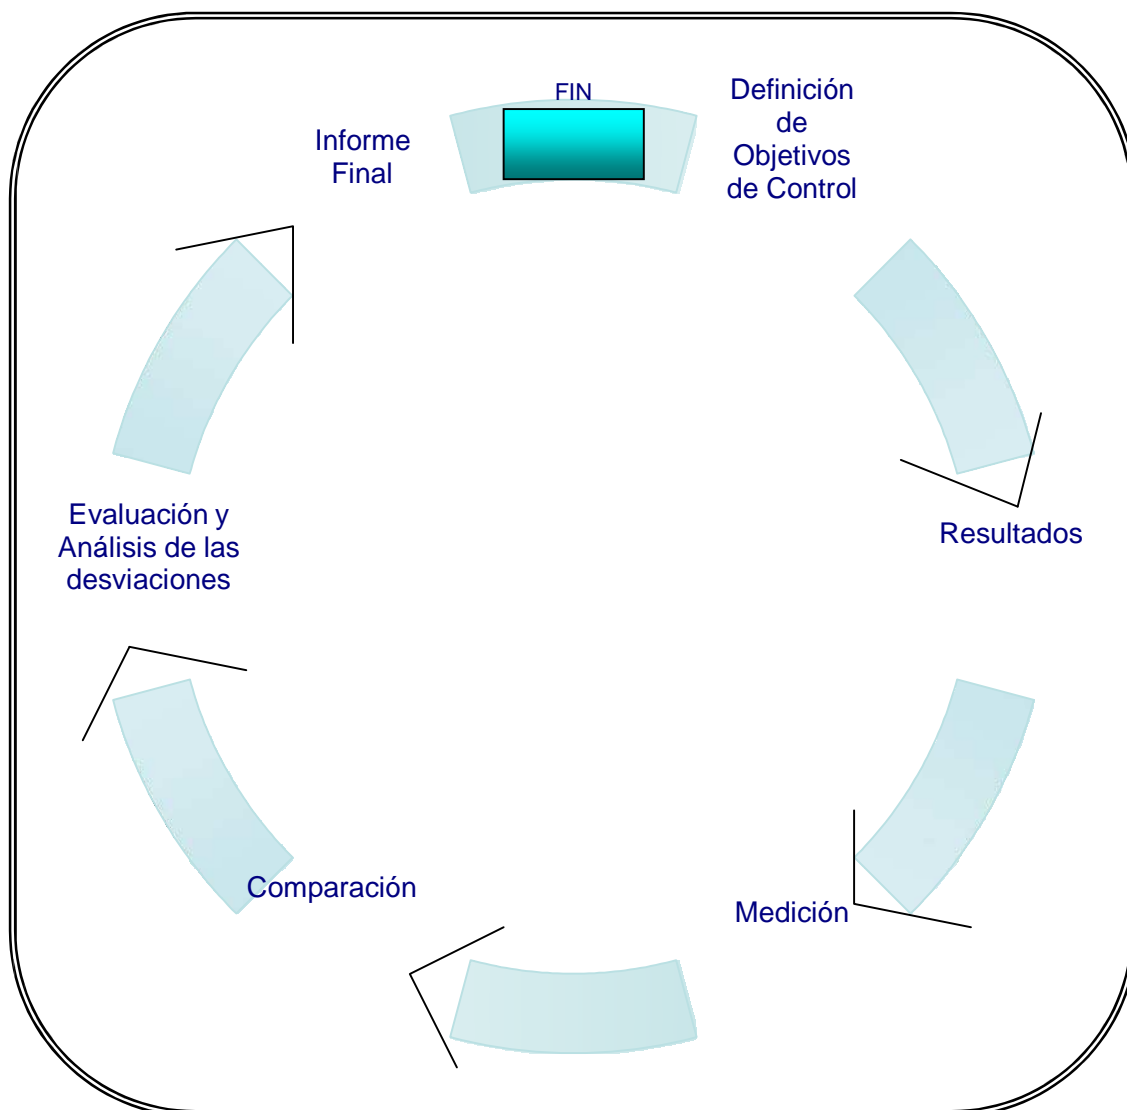 FIN
Definición
de
Objetivos
de Control
Resultados
Medición
Comparación
Evaluación y
Análisis de las
desviaciones
Informe
Final